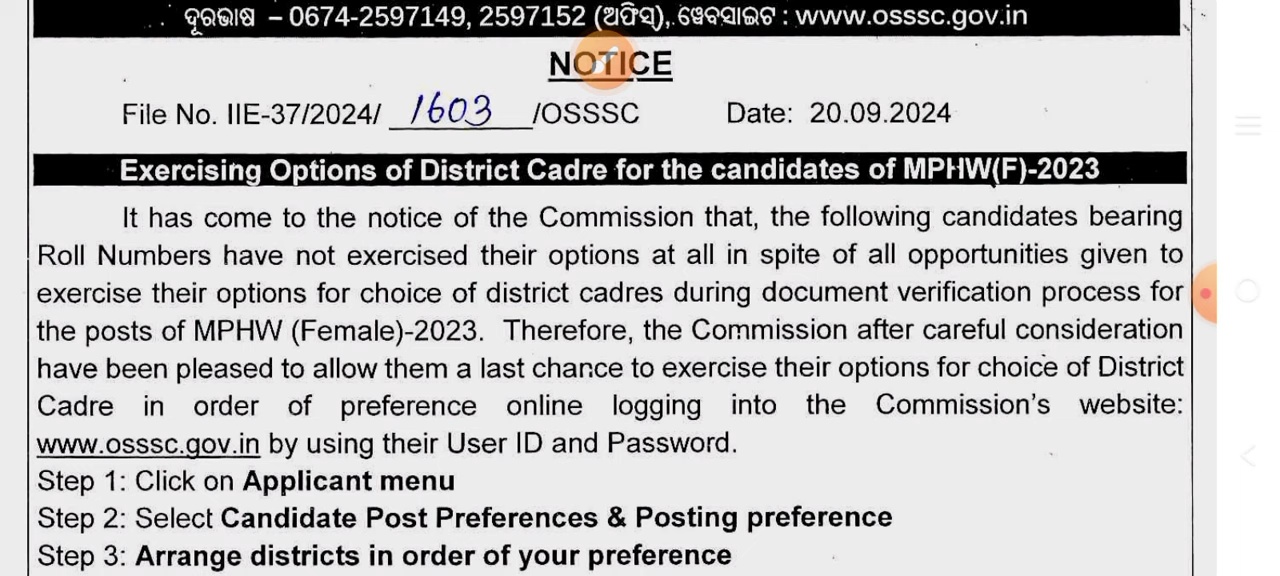 ଦୂରଭାଷ – 0674-2597149, 2597152 (ଅଫିସ୍), ୱେବସାଇଟ : www.osssc.gov.in
NOTICE
File No. IIE-37/2024/ 1603 /OSSSC Date: 20.09.2024
Exercising Options of District Cadre for the candidates of MPHW(F)-2023
It has come to the notice of the Commission that, the following candidates bearing
Roll Numbers have not exercised their options at all in spite of all opportunities given to
exercise their options for choice of district cadres during document verification process for
the posts of MPHW (Female)-2023. Therefore, the Commission after careful consideration
have been pleased to allow them a last chance to exercise their options for choice of District
Cadre in order of preference online logging into the Commission's website:
www.osssc.gov.in by using their User ID and Password.
Step 1: Click on Applicant menu
Step 2: Select Candidate Post Preferences & Posting preference
Step 3: Arrange districts in order of your preference